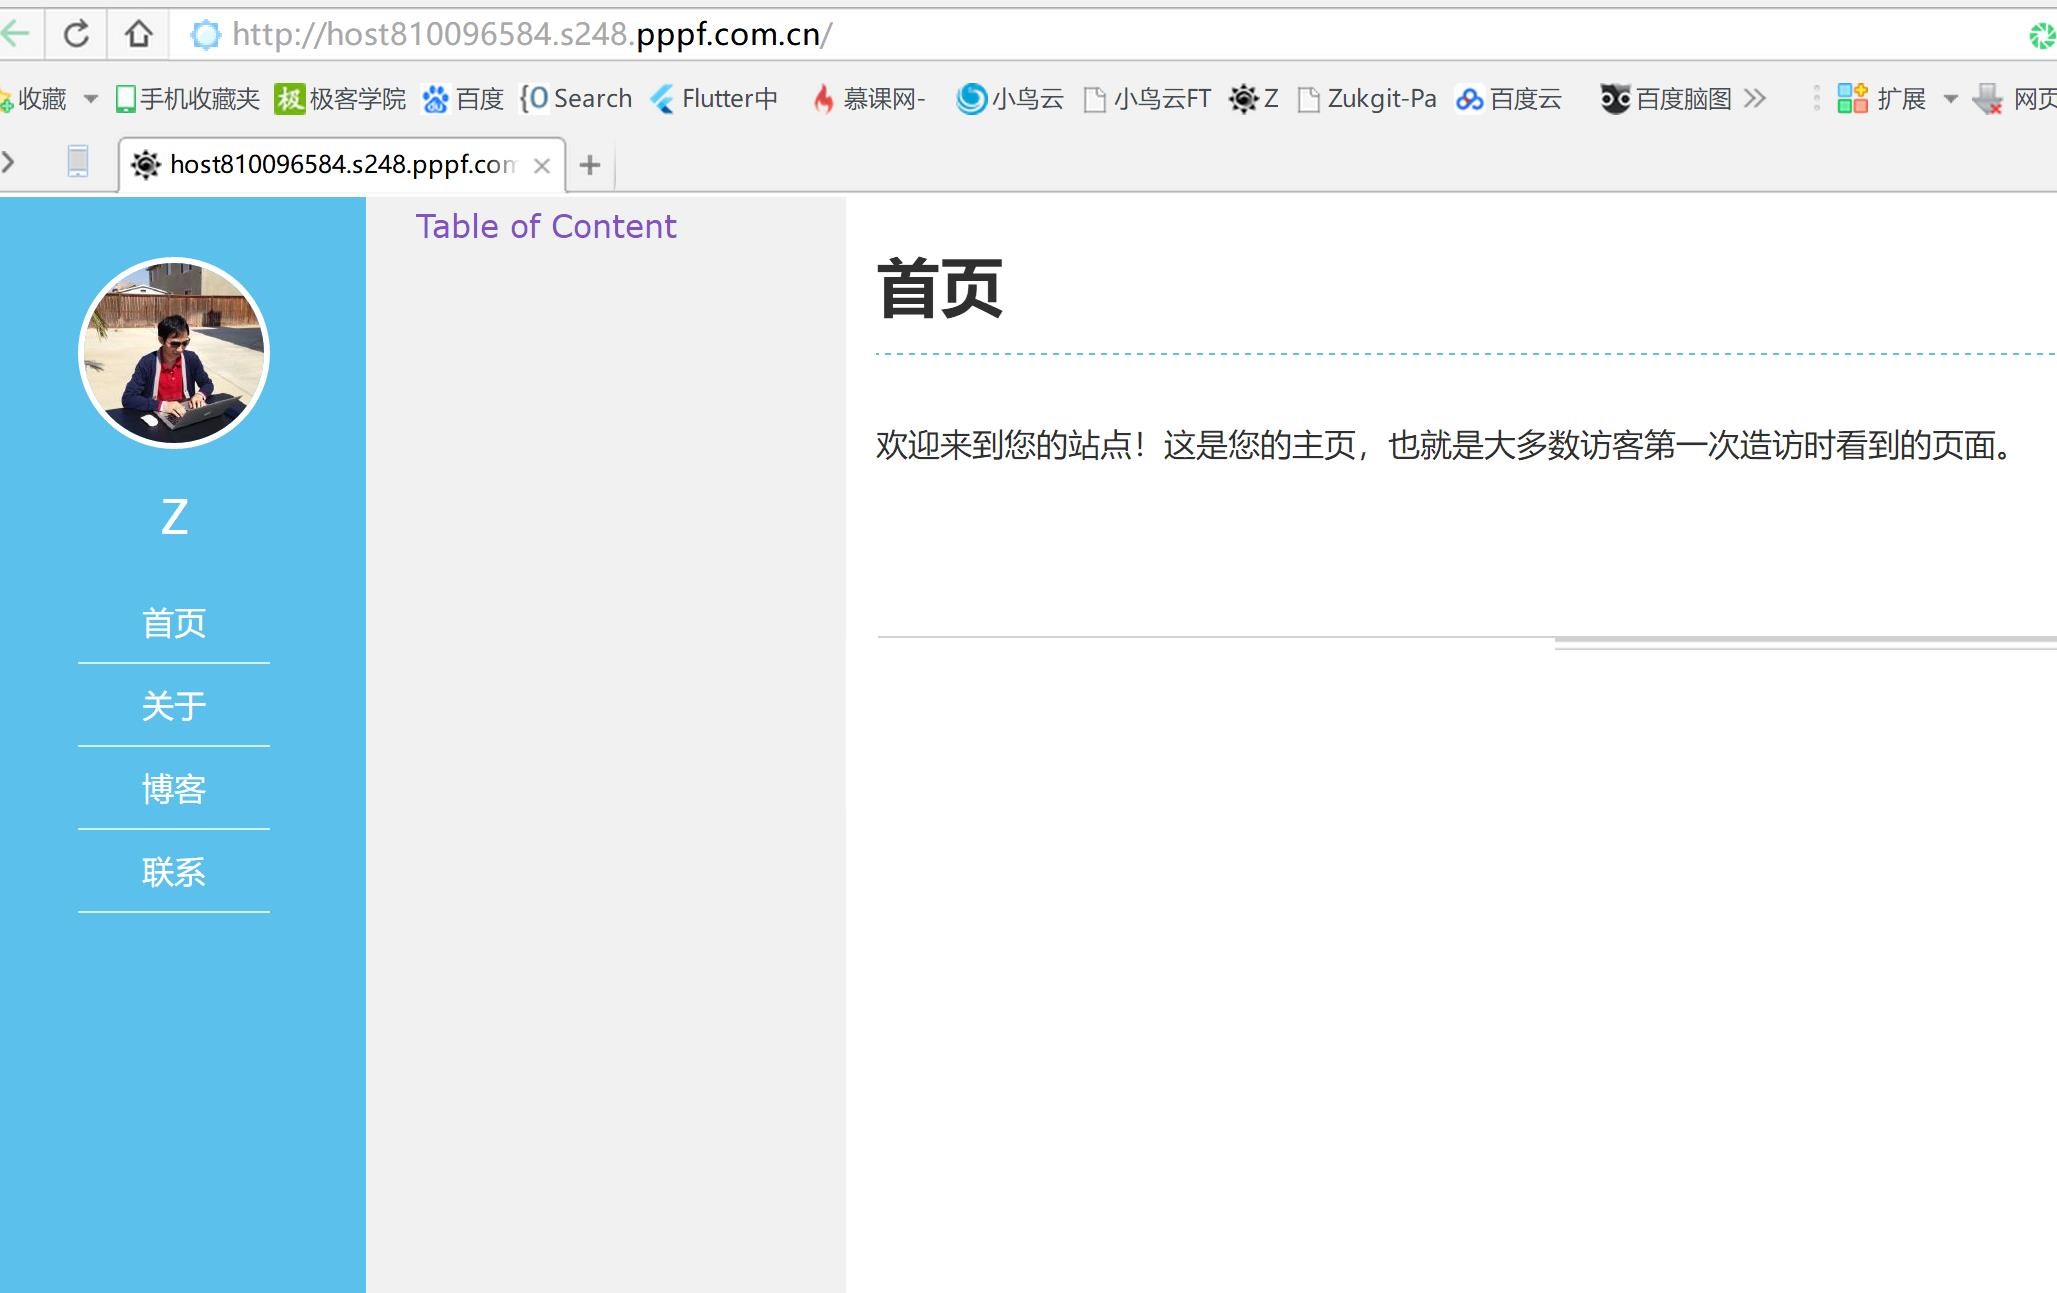 http://host810096584.s248.pppf.com.cn/
收藏 手机收藏夹 极 极客学院 百度 {O Search Flutter中 慕课网- 小鸟云 小鸟云FT Z Zukgit-Pa 百度云 百度脑图 >> 扩展 网页
host810096584.s248.pppf.com
Table of Content
首页
欢迎来到您的站点！这是您的主页，也就是大多数访客第一次造访时看到的页面。
Z
首页
关于
博客
联系